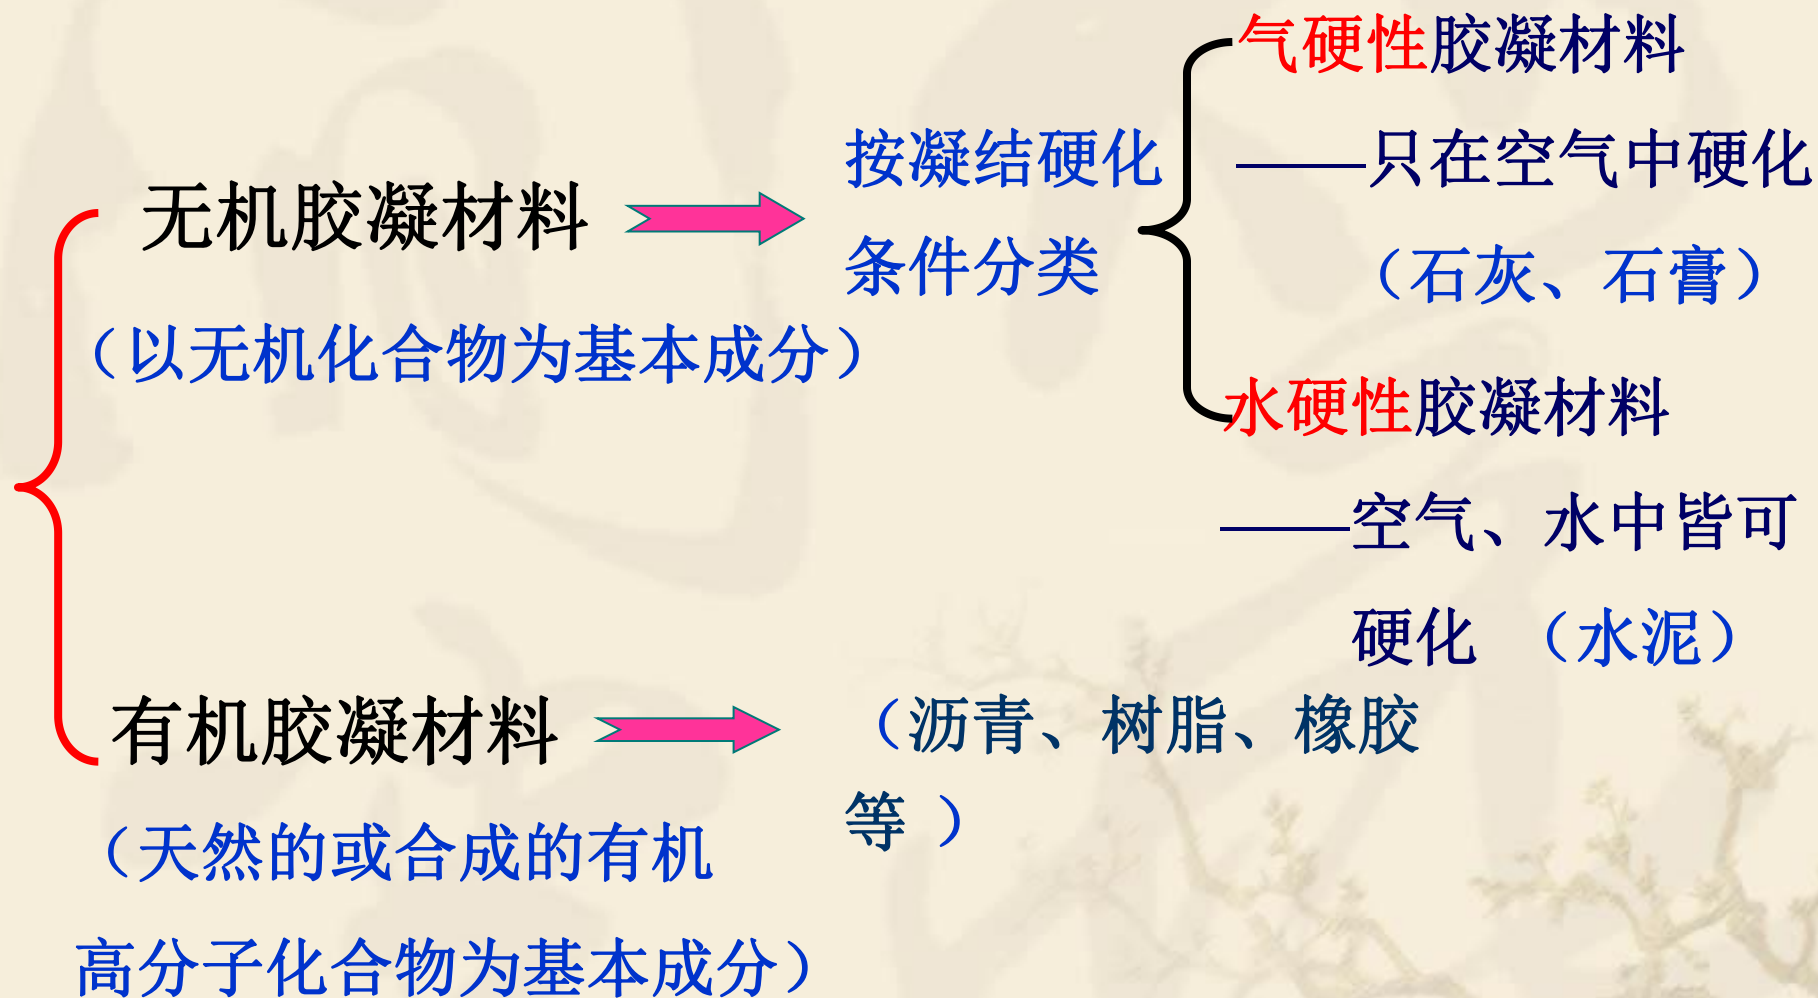 无机胶凝材料
（以无机化合物为基本成分）
按凝结硬化
条件分类
气硬性胶凝材料
——只在空气中硬化
（石灰、石膏）
水硬性胶凝材料
——空气、水中皆可
硬化 （水泥）
有机胶凝材料
（天然的或合成的有机
高分子化合物为基本成分）
（沥青、树脂、橡胶
等 ）